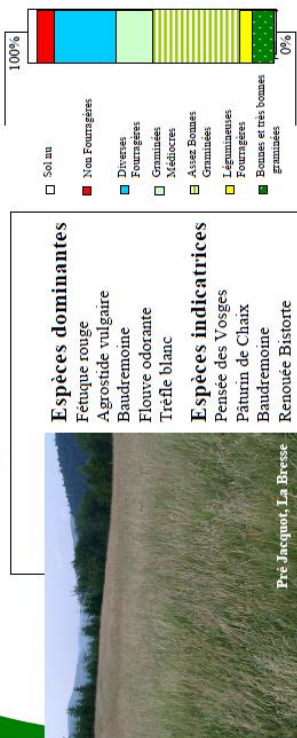 Espèces dominantes
Fétuque rouge
Agrostide vulgaire
Baudremoine
Flouve odorante
Trèfle blanc
Espèces indicatrices
Pensée des Vosges
Pâturin de Chaix
Baudremoine
Renouée Bistorte
Pré Jacquot, La Bresse
100%
Sol nu
Non Fourragères
Diverses
Fourragères
Graminées
Médiocres
Assez Bonnes
Graminées
Légumineuses
Fourragères
Bonnes et très bonnes
graminées
0%